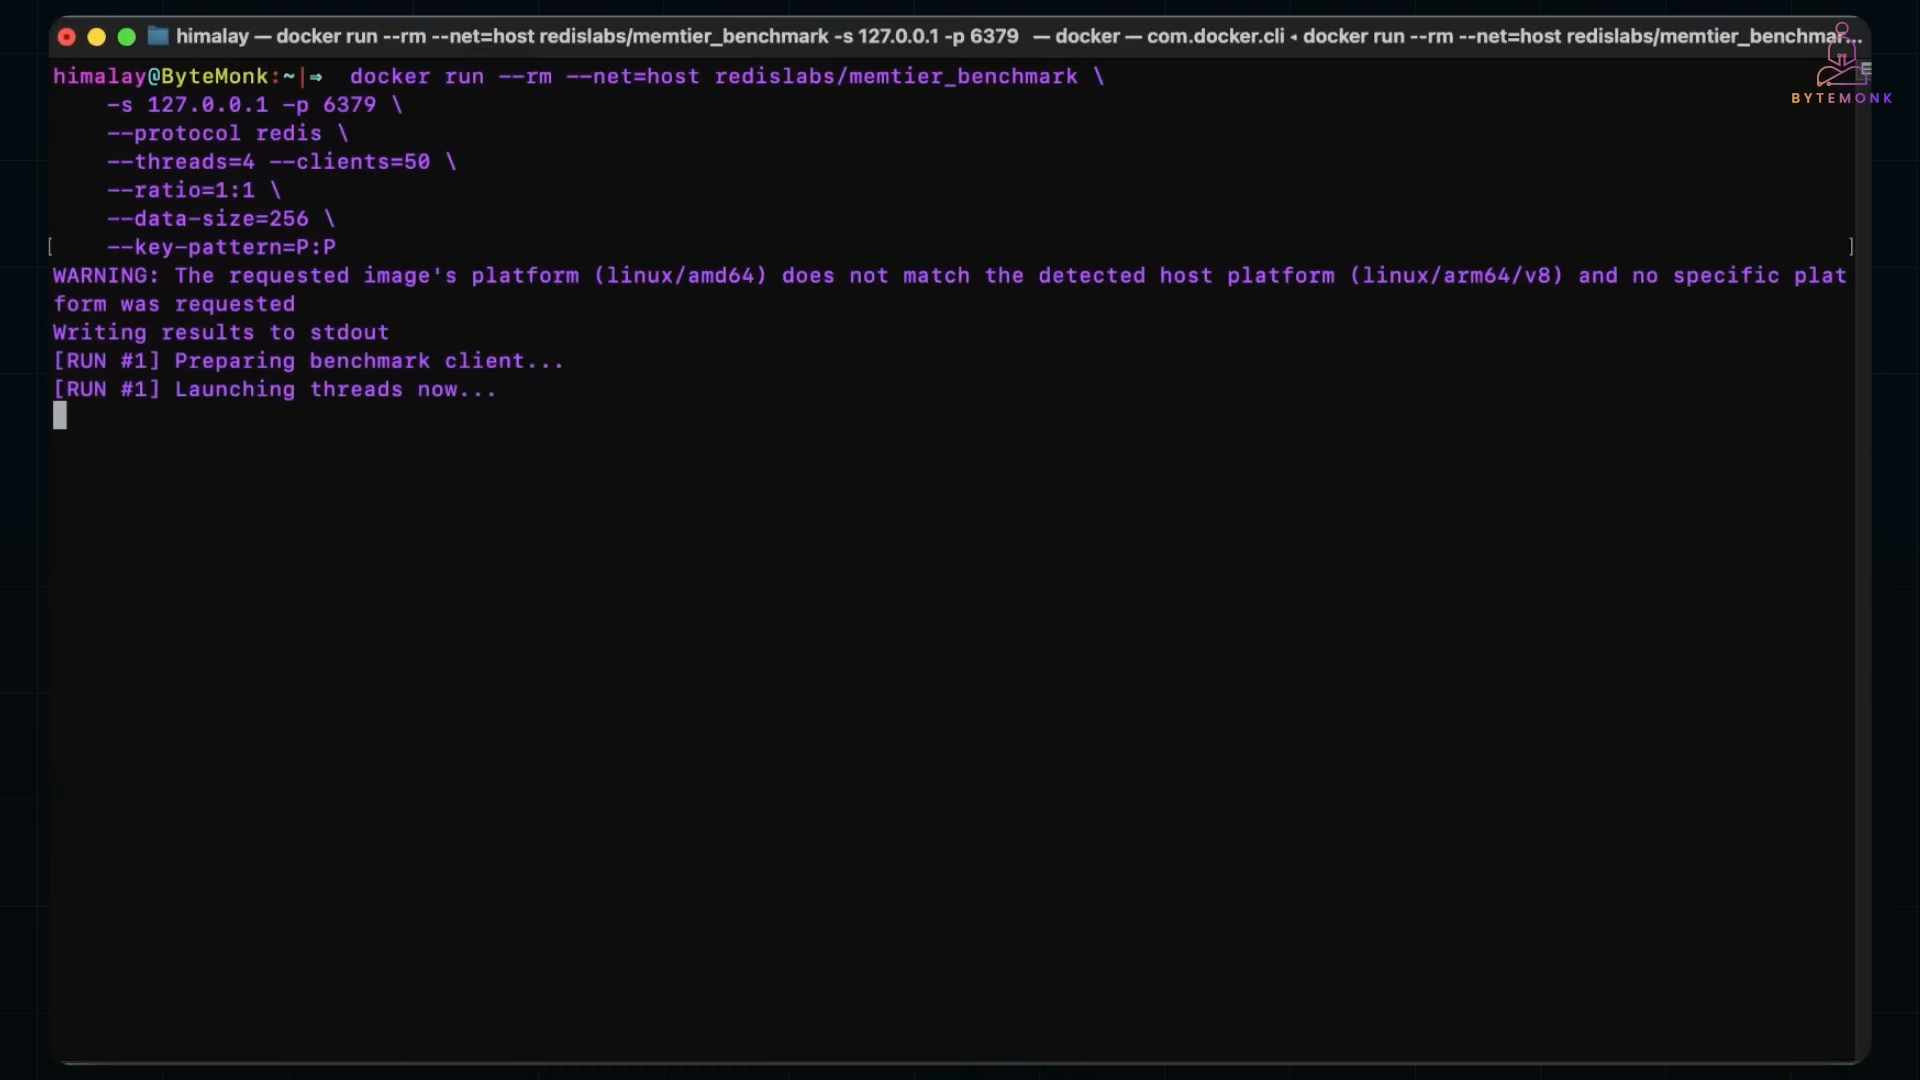 himalay — docker run --rm --net=host redislabs/memtier_benchmark -s 127.0.0.1 -p 6379 — docker — com.docker.cli ◂ docker run --rm --net=host redislabs/memtier_benchmar...
BYTEMONK
himalay@ByteMonk:~|⇒ docker run --rm --net=host redislabs/memtier_benchmark \
-s 127.0.0.1 -p 6379 \
--protocol redis \
--threads=4 --clients=50 \
--ratio=1:1 \
--data-size=256 \
[ --key-pattern=P:P ]
WARNING: The requested image's platform (linux/amd64) does not match the detected host platform (linux/arm64/v8) and no specific plat
form was requested
Writing results to stdout
[RUN #1] Preparing benchmark client...
[RUN #1] Launching threads now...